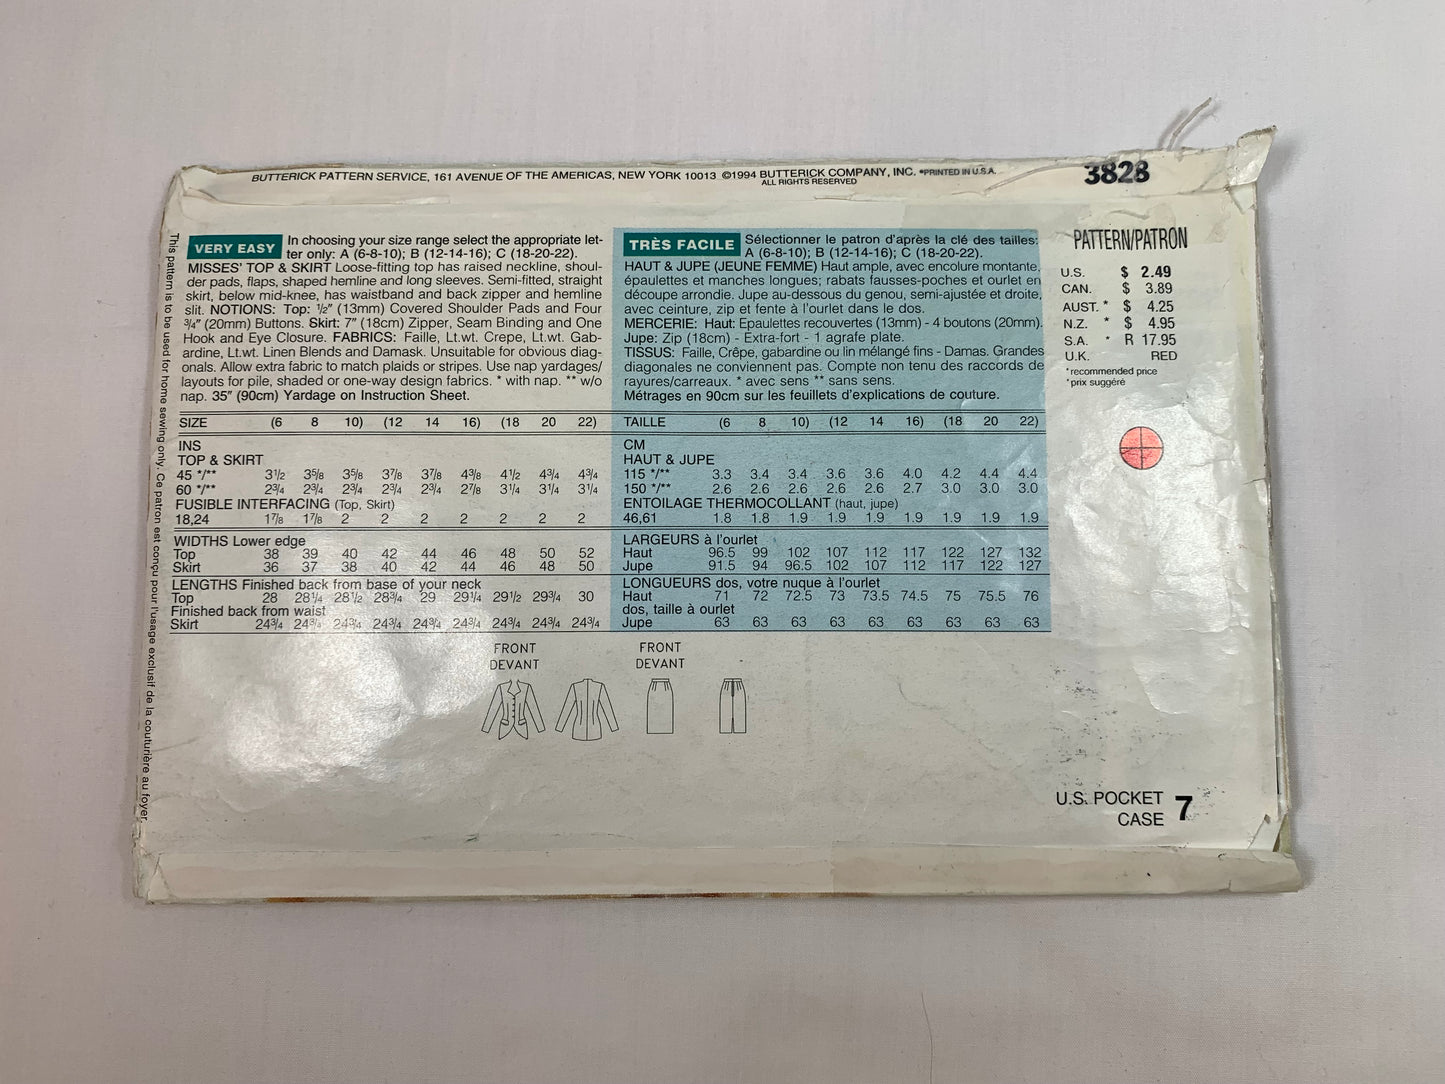 BUTTERICK PATTERN SERVICE, 161 AVENUE OF THE AMERICAS, NEW YORK 10013 ©1994 BUTTERICK COMPANY, INC. *PRINTED IN U.S.A.
ALL RIGHTS RESERVED
3828
This pattern is to be used for home sewing only. Ce patron est conçu pour l'usage exclusif de la couturière au foyer.
VERY EASY In choosing your size range select the appropriate let-
ter only: A (6-8-10); B (12-14-16); C (18-20-22).
MISSES' TOP & SKIRT Loose-fitting top has raised neckline, shoul-
der pads, flaps, shaped hemline and long sleeves. Semi-fitted, straight
skirt, below mid-knee, has waistband and back zipper and hemline
slit. NOTIONS: Top: 1/2" (13mm) Covered Shoulder Pads and Four
3/4" (20mm) Buttons. Skirt: 7" (18cm) Zipper, Seam Binding and One
Hook and Eye Closure. FABRICS: Faille, Lt.wt. Crepe, Lt.wt. Gab-
ardine, Lt.wt. Linen Blends and Damask. Unsuitable for obvious diag-
onals. Allow extra fabric to match plaids or stripes. Use nap yardages/
layouts for pile, shaded or one-way design fabrics. * with nap. ** w/o
nap. 35" (90cm) Yardage on Instruction Sheet.
SIZE (6 8 10) (12 14 16) (18 20 22)
INS
TOP & SKIRT
45 */** 3 1/2 3 5/8 3 5/8 3 7/8 3 7/8 4 3/8 4 1/2 4 3/4 4 3/4
60 */** 2 3/4 2 3/4 2 3/4 2 3/4 2 3/4 2 7/8 3 1/4 3 1/4 3 1/4
FUSIBLE INTERFACING (Top, Skirt)
18,24 1 7/8 1 7/8 2 2 2 2 2 2 2
WIDTHS Lower edge
Top 38 39 40 42 44 46 48 50 52
Skirt 36 37 38 40 42 44 46 48 50
LENGTHS Finished back from base of your neck
Top 28 28 1/4 28 1/2 28 3/4 29 29 1/4 29 1/2 29 3/4 30
Finished back from waist
Skirt 24 3/4 24 3/4 24 3/4 24 3/4 24 3/4 24 3/4 24 3/4 24 3/4 24 3/4
TRÈS FACILE Sélectionner le patron d'après la clé des tailles:
A (6-8-10); B (12-14-16); C (18-20-22).
HAUT & JUPE (JEUNE FEMME) Haut ample, avec encolure montante,
épaulettes et manches longues; rabats fausses-poches et ourlet en
découpe arrondie. Jupe au-dessous du genou, semi-ajustée et droite,
avec ceinture, zip et fente à l'ourlet dans le dos.
MERCERIE: Haut: Epaulettes recouvertes (13mm) - 4 boutons (20mm).
Jupe: Zip (18cm) - Extra-fort - 1 agrafe plate.
TISSUS: Faille, Crêpe, gabardine ou lin mélangé fins - Damas. Grandes
diagonales ne conviennent pas. Compte non tenu des raccords de
rayures/carreaux. * avec sens ** sans sens.
Métrages en 90cm sur les feuillets d'explications de couture.
TAILLE (6 8 10) (12 14 16) (18 20 22)
CM
HAUT & JUPE
115 */** 3.3 3.4 3.4 3.6 3.6 4.0 4.2 4.4 4.4
150 */** 2.6 2.6 2.6 2.6 2.6 2.7 3.0 3.0 3.0
ENTOILAGE THERMOCOLLANT (haut, jupe)
46,61 1.8 1.8 1.9 1.9 1.9 1.9 1.9 1.9 1.9
LARGEURS à l'ourlet
Haut 96.5 99 102 107 112 117 122 127 132
Jupe 91.5 94 96.5 102 107 112 117 122 127
LONGUEURS dos, votre nuque à l'ourlet
Haut 71 72 72.5 73 73.5 74.5 75 75.5 76
dos, taille à ourlet
Jupe 63 63 63 63 63 63 63 63 63
PATTERN/PATRON
U.S. $ 2.49
CAN. $ 3.89
AUST. * $ 4.25
N.Z. * $ 4.95
S.A. * R 17.95
U.K. RED
*recommended price
*prix suggéré
FRONT
DEVANT
FRONT
DEVANT
U.S. POCKET
CASE 7